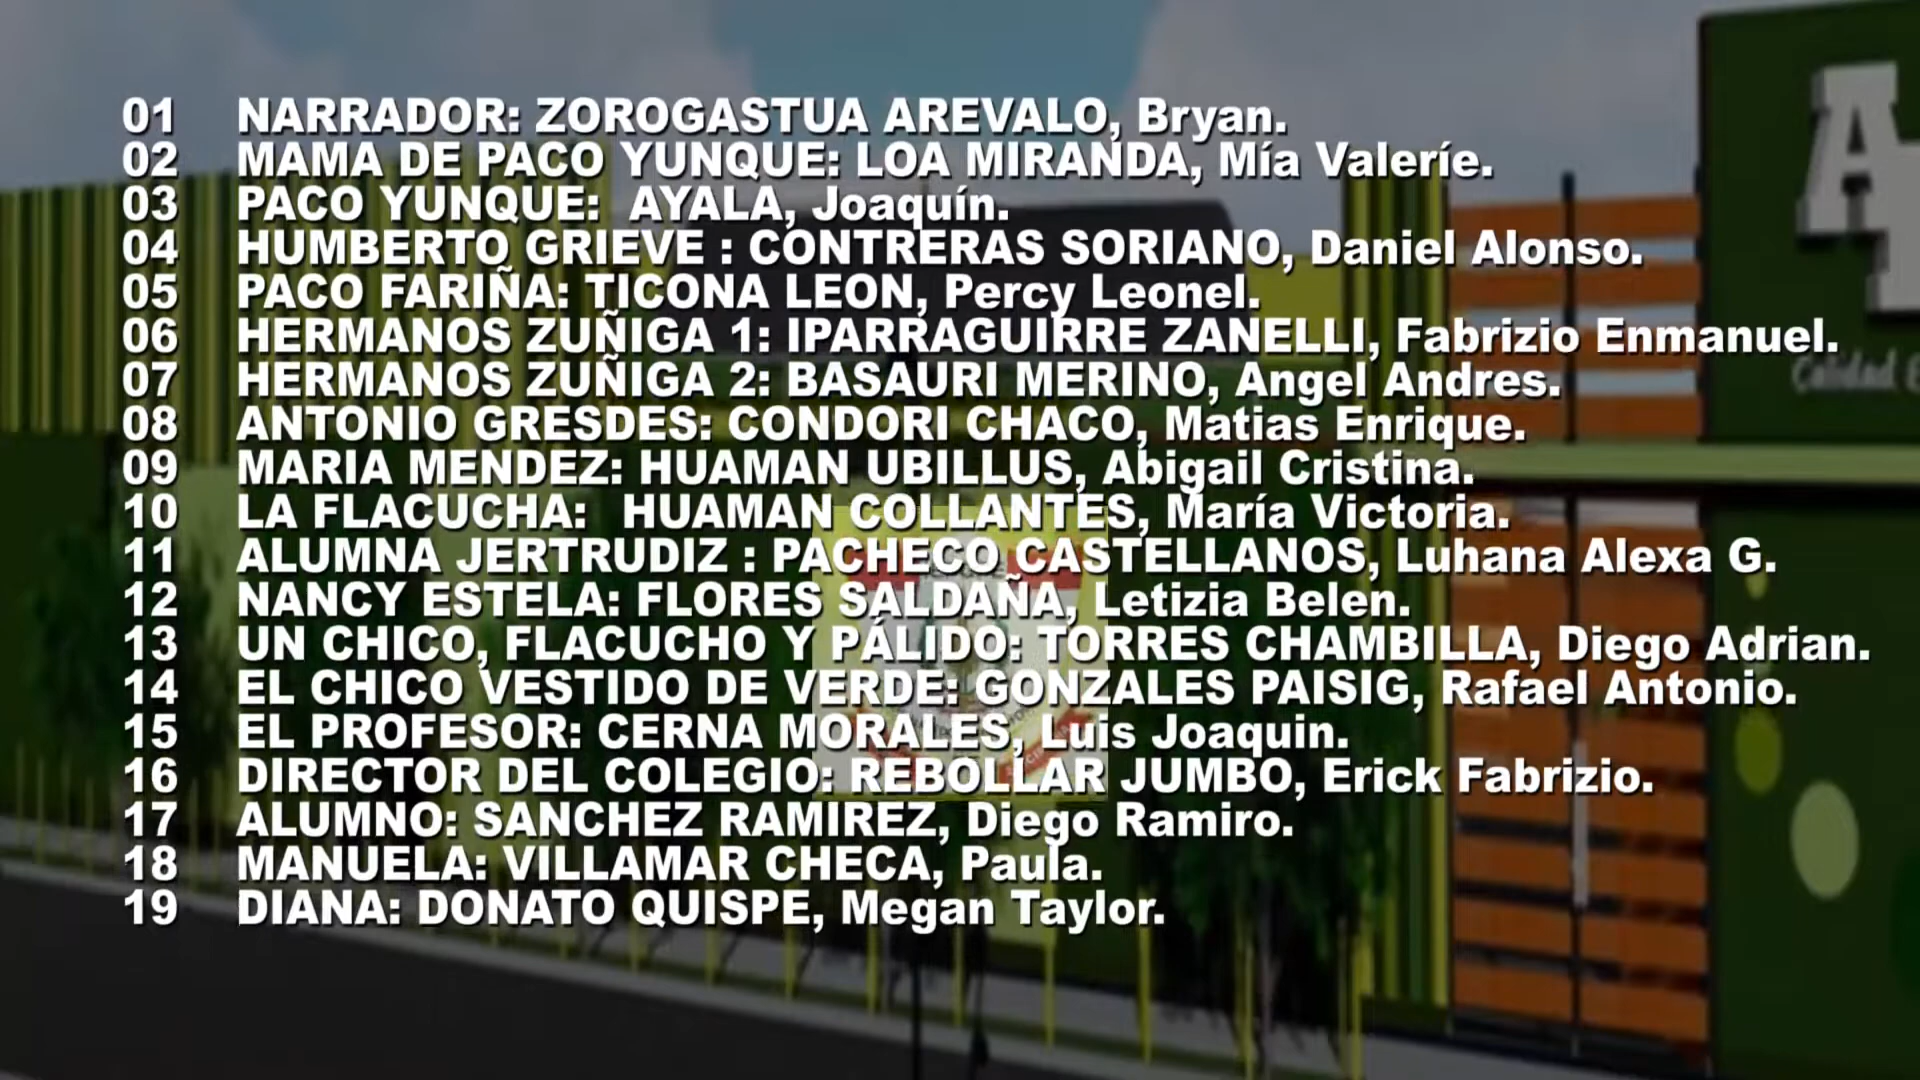 01 NARRADOR: ZOROGASTUA AREVALO, Bryan.
02 MAMA DE PACO YUNQUE: LOA MIRANDA, Mía Valeríe.
03 PACO YUNQUE: AYALA, Joaquín.
04 HUMBERTO GRIEVE : CONTRERAS SORIANO, Daniel Alonso.
05 PACO FARIÑA: TICONA LEON, Percy Leonel.
06 HERMANOS ZUÑIGA 1: IPARRAGUIRRE ZANELLI, Fabrizio Enmanuel.
07 HERMANOS ZUÑIGA 2: BASAURI MERINO, Angel Andres.
08 ANTONIO GRESDES: CONDORI CHACO, Matias Enrique.
09 MARIA MENDEZ: HUAMAN UBILLUS, Abigail Cristina.
10 LA FLACUCHA: HUAMAN COLLANTES, María Victoria.
11 ALUMNA JERTRUDIZ : PACHECO CASTELLANOS, Luhana Alexa G.
12 NANCY ESTELA: FLORES SALDAÑA, Letizia Belen.
13 UN CHICO, FLACUCHO Y PÁLIDO: TORRES CHAMBILLA, Diego Adrian.
14 EL CHICO VESTIDO DE VERDE: GONZALES PAISIG, Rafael Antonio.
15 EL PROFESOR: CERNA MORALES, Luis Joaquin.
16 DIRECTOR DEL COLEGIO: REBOLLAR JUMBO, Erick Fabrizio.
17 ALUMNO: SANCHEZ RAMIREZ, Diego Ramiro.
18 MANUELA: VILLAMAR CHECA, Paula.
19 DIANA: DONATO QUISPE, Megan Taylor.
A
Calidad